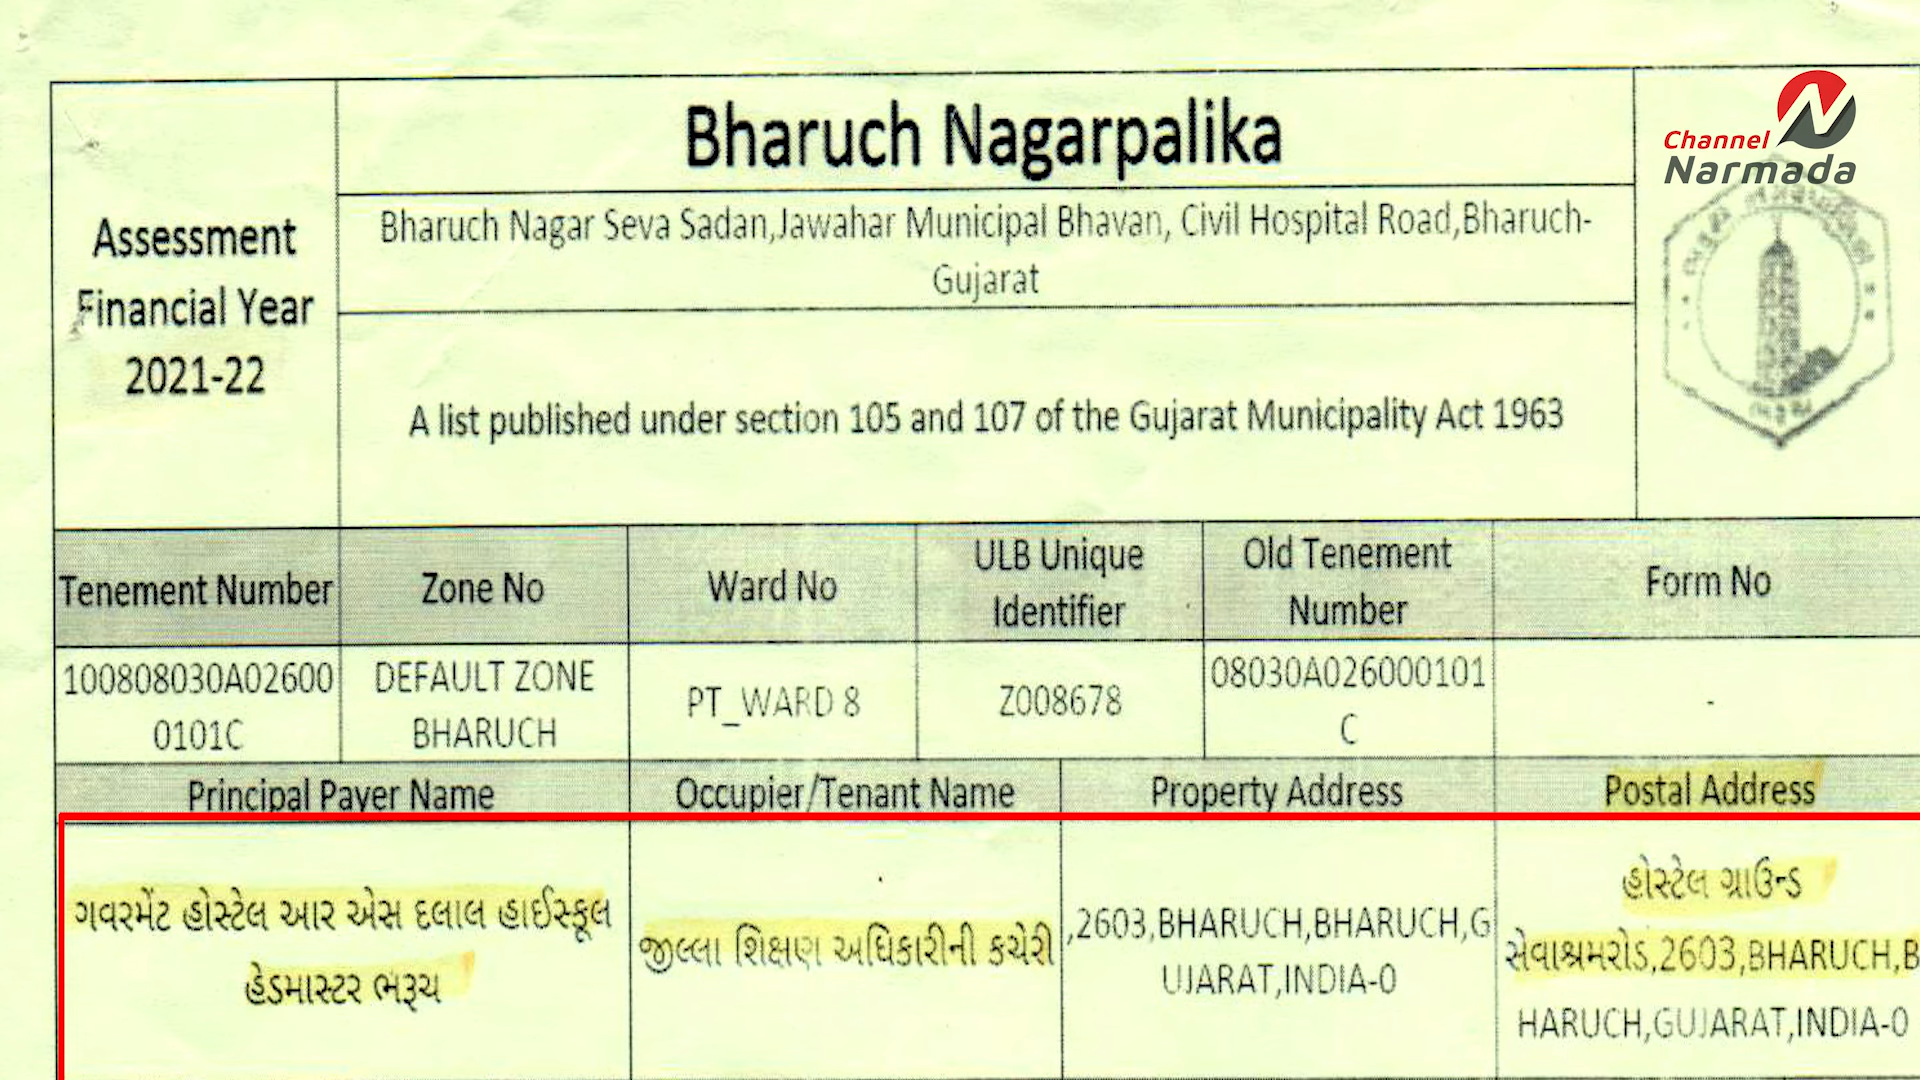 Channel
Narmada
Bharuch Nagarpalika
Assessment
Financial Year
2021-22
Bharuch Nagar Seva Sadan,Jawahar Municipal Bhavan, Civil Hospital Road,Bharuch-
Gujarat
A list published under section 105 and 107 of the Gujarat Municipality Act 1963
Tenement Number
Zone No
Ward No
ULB Unique
Identifier
Old Tenement
Number
Form No
100808030A02600
0101C
DEFAULT ZONE
BHARUCH
PT_WARD 8
Z008678
08030A026000101
C
-
Principal Payer Name
Occupier/Tenant Name
Property Address
Postal Address
ગવરમેંટ હોસ્ટેલ આર એસ દલાલ હાઈસ્કૂલ
હેડમાસ્ટર ભરૂચ
જીલ્લા શિક્ષણ અધિકારીની કચેરી
,2603,BHARUCH,BHARUCH,G
UJARAT,INDIA-0
હોસ્ટેલ ગ્રાઉન્ડ
સેવાશ્રમરોડ,2603,BHARUCH,B
HARUCH,GUJARAT,INDIA-0